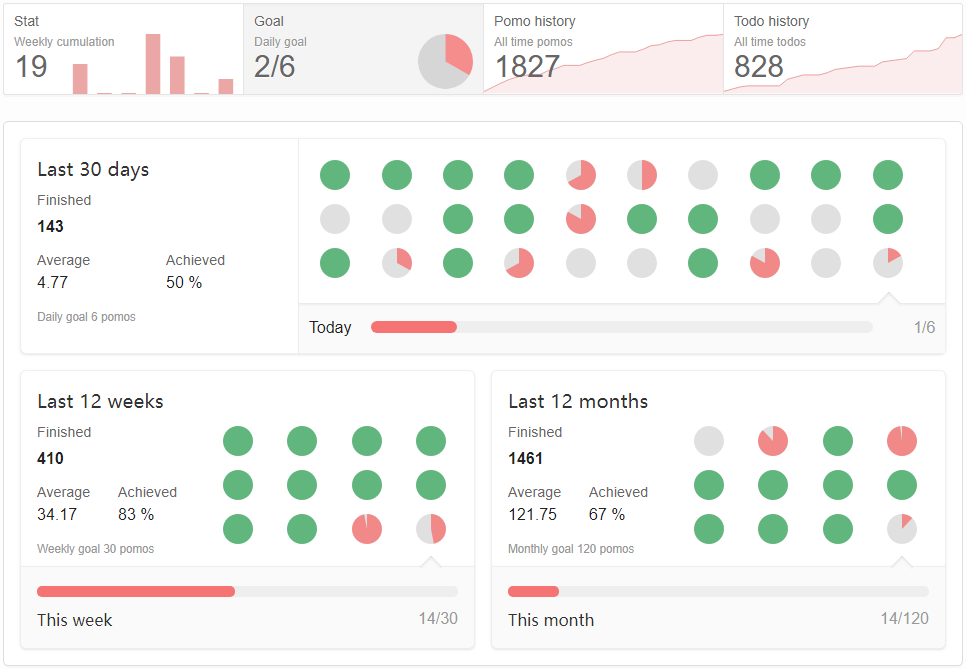 Stat
Weekly cumulation
19
Goal
Daily goal
2/6
Pomo history
All time pomos
1827
Todo history
All time todos
828
Last 30 days
Finished
143
Average Achieved
4.77 50 %
Daily goal 6 pomos
Today 1/6
Last 12 weeks
Finished
410
Average Achieved
34.17 83 %
Weekly goal 30 pomos
This week 14/30
Last 12 months
Finished
1461
Average Achieved
121.75 67 %
Monthly goal 120 pomos
This month 14/120